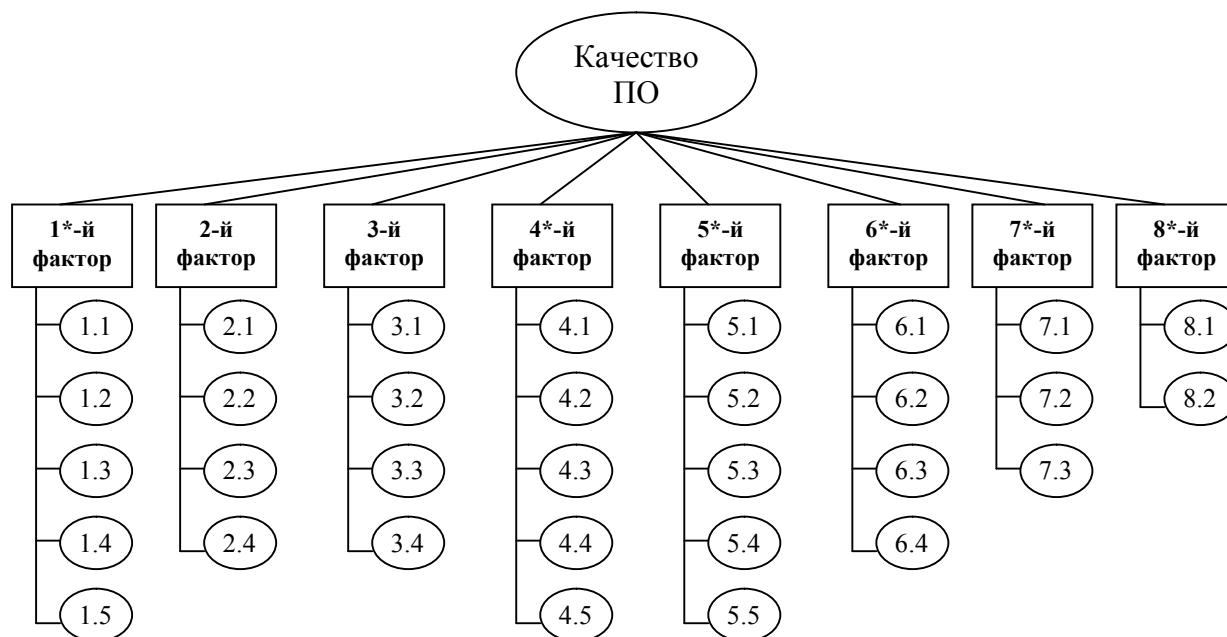 Качество
ПО
1*-й
фактор
2-й
фактор
3-й
фактор
4*-й
фактор
5*-й
фактор
6*-й
фактор
7*-й
фактор
8*-й
фактор
1.1
2.1
3.1
4.1
5.1
6.1
7.1
8.1
1.2
2.2
3.2
4.2
5.2
6.2
7.2
8.2
1.3
2.3
3.3
4.3
5.3
6.3
7.3
1.4
2.4
3.4
4.4
5.4
6.4
1.5
4.5
5.5